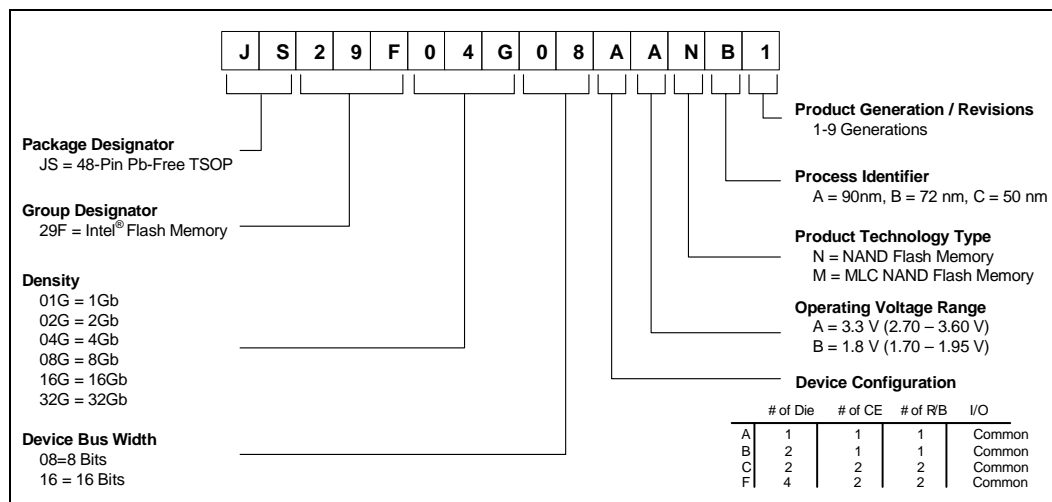 J S 2 9 F 0 4 G 0 8 A A N B 1
Package Designator
JS = 48-Pin Pb-Free TSOP
Group Designator
29F = Intel® Flash Memory
Density
01G = 1Gb
02G = 2Gb
04G = 4Gb
08G = 8Gb
16G = 16Gb
32G = 32Gb
Device Bus Width
08=8 Bits
16 = 16 Bits
Product Generation / Revisions
1-9 Generations
Process Identifier
A = 90nm, B = 72 nm, C = 50 nm
Product Technology Type
N = NAND Flash Memory
M = MLC NAND Flash Memory
Operating Voltage Range
A = 3.3 V (2.70 – 3.60 V)
B = 1.8 V (1.70 – 1.95 V)
Device Configuration
# of Die # of CE # of R/B I/O
A 1 1 1 Common
B 2 1 1 Common
C 2 2 2 Common
F 4 2 2 Common